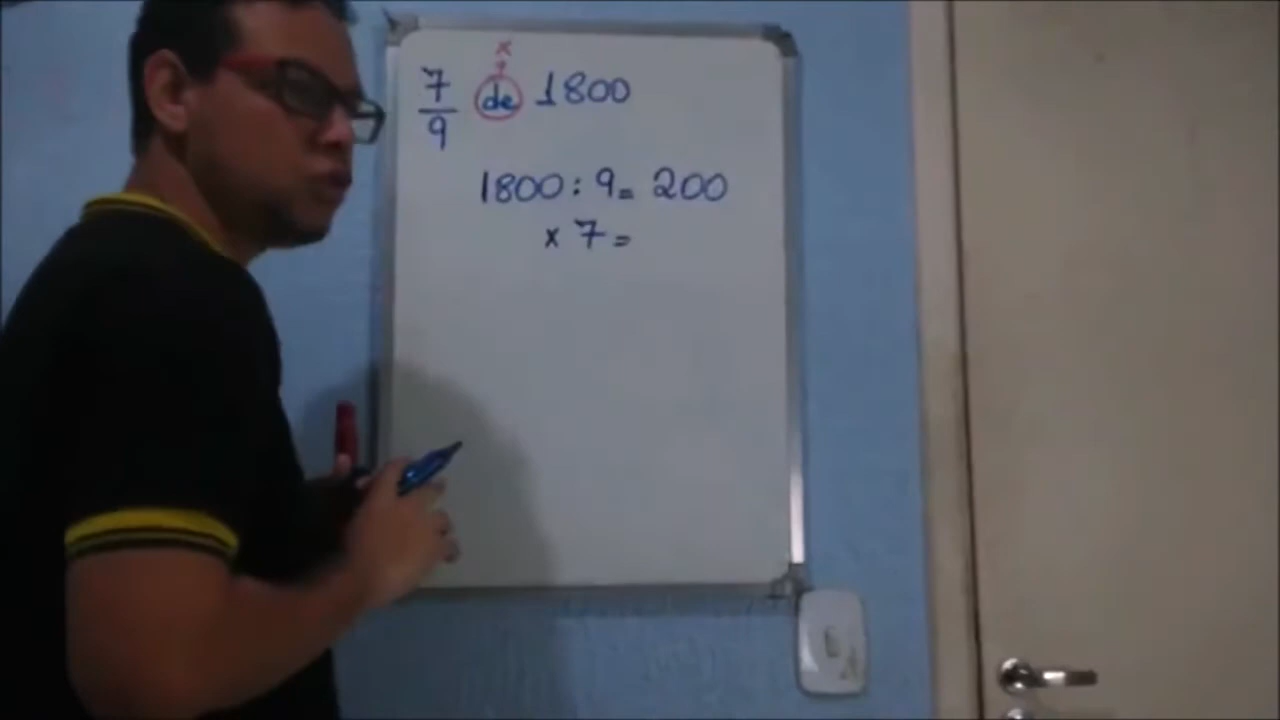 x
7/9 de 1800
1800 : 9 = 200
x 7 =